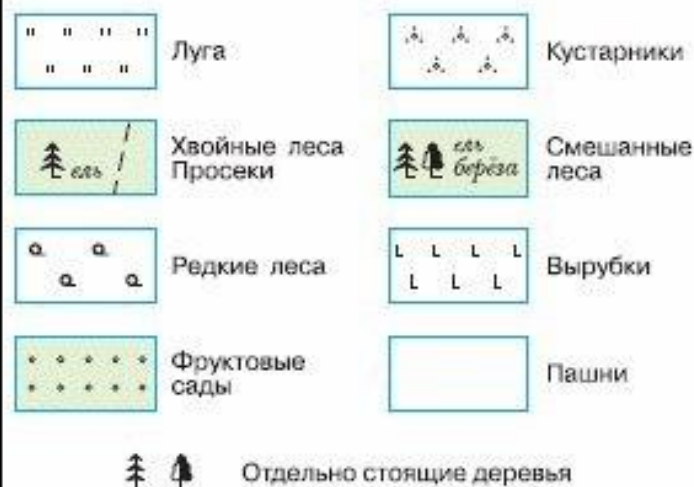 Луга
Кустарники
ель
Хвойные леса
Просеки
ель
берёза
Смешанные
леса
Редкие леса
Вырубки
Фруктовые
сады
Пашни
Отдельно стоящие деревья